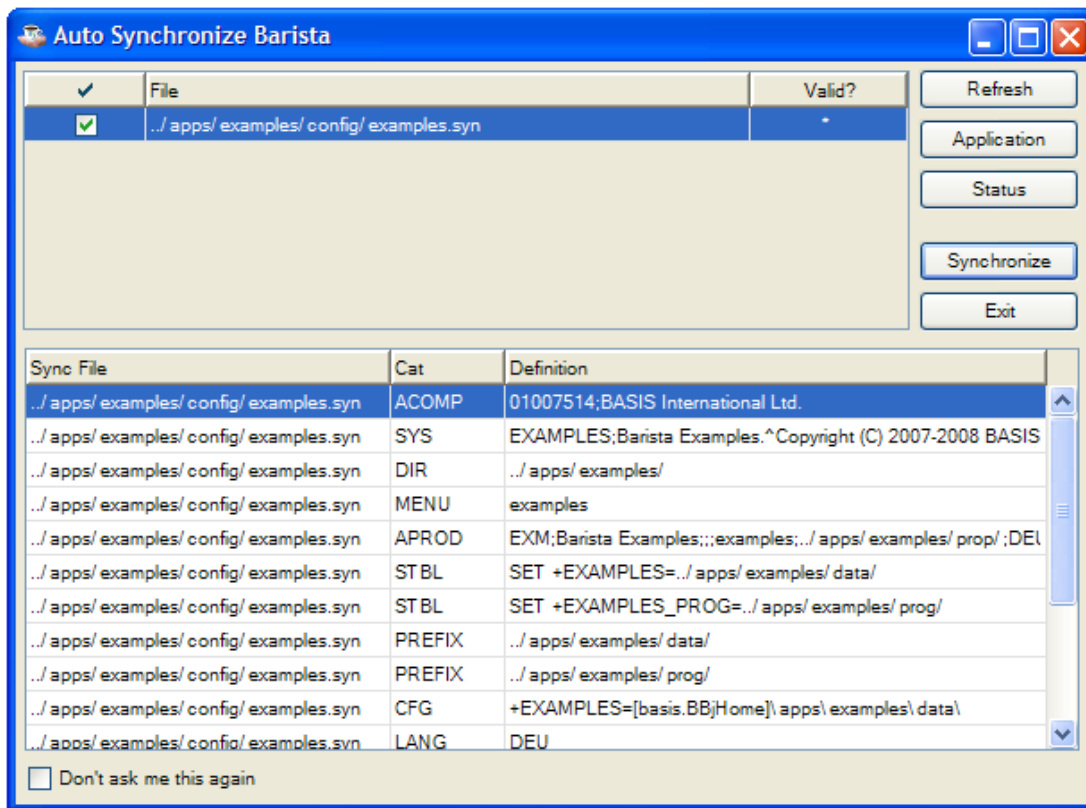 Auto Synchronize Barista
File Valid?
../apps/examples/config/examples.syn *
Refresh
Application
Status
Synchronize
Exit
Sync File Cat Definition
../apps/examples/config/examples.syn ACOMP 01007514;BASIS International Ltd.
../apps/examples/config/examples.syn SYS EXAMPLES;Barista Examples.^Copyright (C) 2007-2008 BASIS
../apps/examples/config/examples.syn DIR ../apps/examples/
../apps/examples/config/examples.syn MENU examples
../apps/examples/config/examples.syn APROD EXM;Barista Examples;;;examples;../apps/examples/prop/;DEU
../apps/examples/config/examples.syn STBL SET +EXAMPLES=../apps/examples/data/
../apps/examples/config/examples.syn STBL SET +EXAMPLES_PROG=../apps/examples/prog/
../apps/examples/config/examples.syn PREFIX ../apps/examples/data/
../apps/examples/config/examples.syn PREFIX ../apps/examples/prog/
../apps/examples/config/examples.syn CFG +EXAMPLES=[basis.BBjHome]\apps\examples\data\
../apps/examples/config/examples.syn LANG DEU
Don't ask me this again